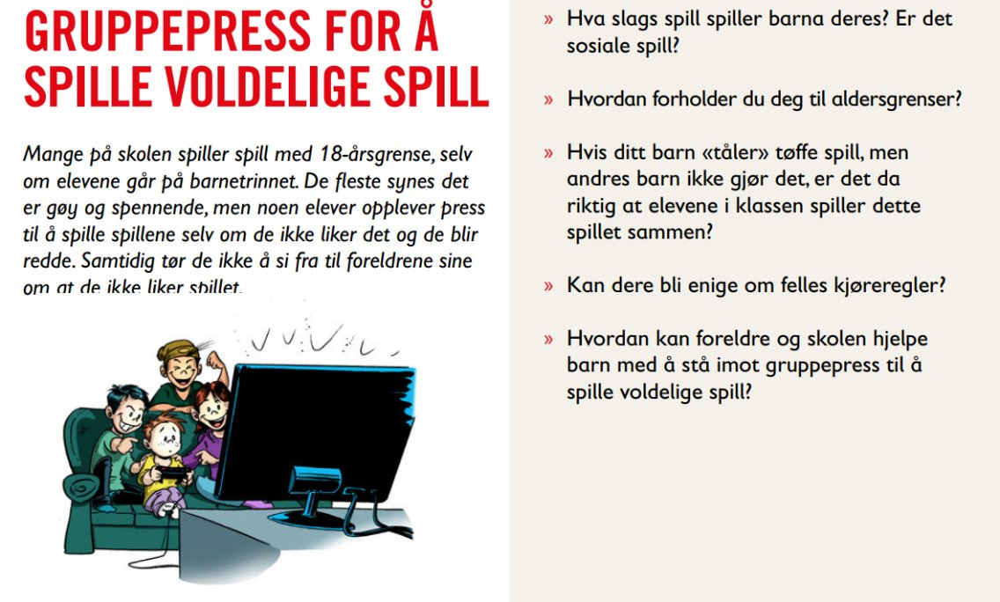 GRUPPEPRESS FOR Å
SPILLE VOLDELIGE SPILL
Mange på skolen spiller spill med 18-årsgrense, selv
om elevene går på barnetrinnet. De fleste synes det
er gøy og spennende, men noen elever opplever press
til å spille spillene selv om de ikke liker det og de blir
redde. Samtidig tør de ikke å si fra til foreldrene sine
om at de ikke liker spillet.
» Hva slags spill spiller barna deres? Er det
sosiale spill?
» Hvordan forholder du deg til aldersgrenser?
» Hvis ditt barn «tåler» tøffe spill, men
andres barn ikke gjør det, er det da
riktig at elevene i klassen spiller dette
spillet sammen?
» Kan dere bli enige om felles kjøreregler?
» Hvordan kan foreldre og skolen hjelpe
barn med å stå imot gruppepress til å
spille voldelige spill?